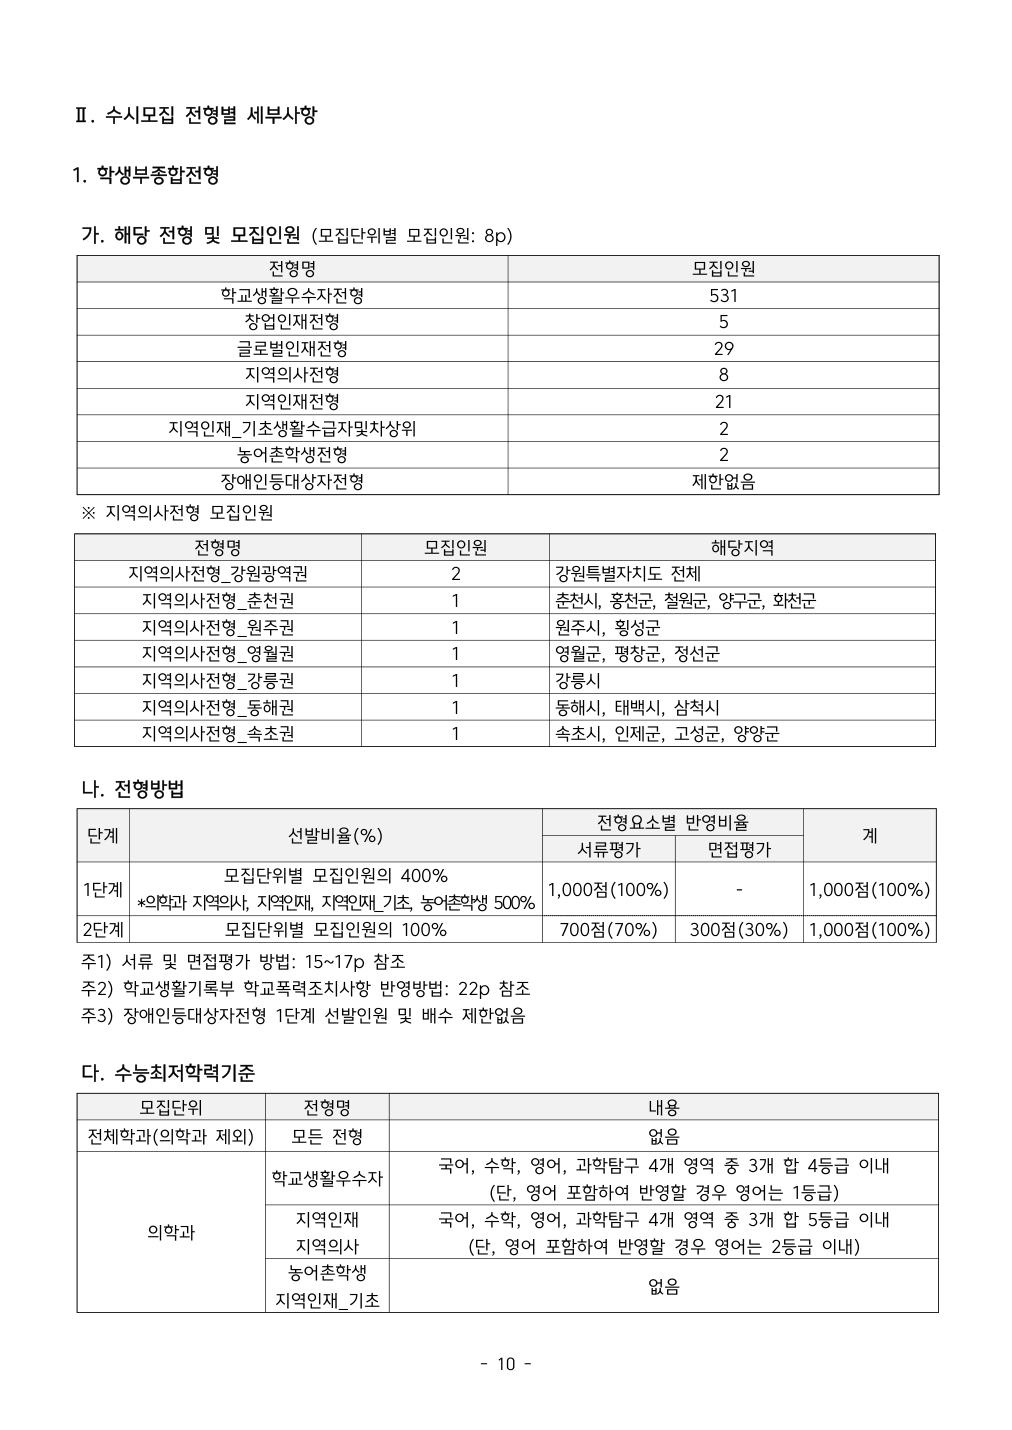 Ⅱ. 수시모집 전형별 세부사항
1. 학생부종합전형
가. 해당 전형 및 모집인원 (모집단위별 모집인원: 8p)
전형명 모집인원
학교생활우수자전형 531
창업인재전형 5
글로벌인재전형 29
지역의사전형 8
지역인재전형 21
지역인재_기초생활수급자및차상위 2
농어촌학생전형 2
장애인등대상자전형 제한없음
※ 지역의사전형 모집인원
전형명 모집인원 해당지역
지역의사전형_강원광역권 2 강원특별자치도 전체
지역의사전형_춘천권 1 춘천시, 홍천군, 철원군, 양구군, 화천군
지역의사전형_원주권 1 원주시, 횡성군
지역의사전형_영월권 1 영월군, 평창군, 정선군
지역의사전형_강릉권 1 강릉시
지역의사전형_동해권 1 동해시, 태백시, 삼척시
지역의사전형_속초권 1 속초시, 인제군, 고성군, 양양군
나. 전형방법
단계 선발비율(%) 전형요소별 반영비율 계
서류평가 면접평가
1단계 모집단위별 모집인원의 400% 1,000점(100%) - 1,000점(100%)
*의학과 지역의사, 지역인재, 지역인재_기초, 농어촌학생 500%
2단계 모집단위별 모집인원의 100% 700점(70%) 300점(30%) 1,000점(100%)
주1) 서류 및 면접평가 방법: 15~17p 참조
주2) 학교생활기록부 학교폭력조치사항 반영방법: 22p 참조
주3) 장애인등대상자전형 1단계 선발인원 및 배수 제한없음
다. 수능최저학력기준
모집단위 전형명 내용
전체학과(의학과 제외) 모든 전형 없음
의학과 학교생활우수자 국어, 수학, 영어, 과학탐구 4개 영역 중 3개 합 4등급 이내
(단, 영어 포함하여 반영할 경우 영어는 1등급)
지역인재 국어, 수학, 영어, 과학탐구 4개 영역 중 3개 합 5등급 이내
지역의사 (단, 영어 포함하여 반영할 경우 영어는 2등급 이내)
농어촌학생 없음
지역인재_기초
- 10 -